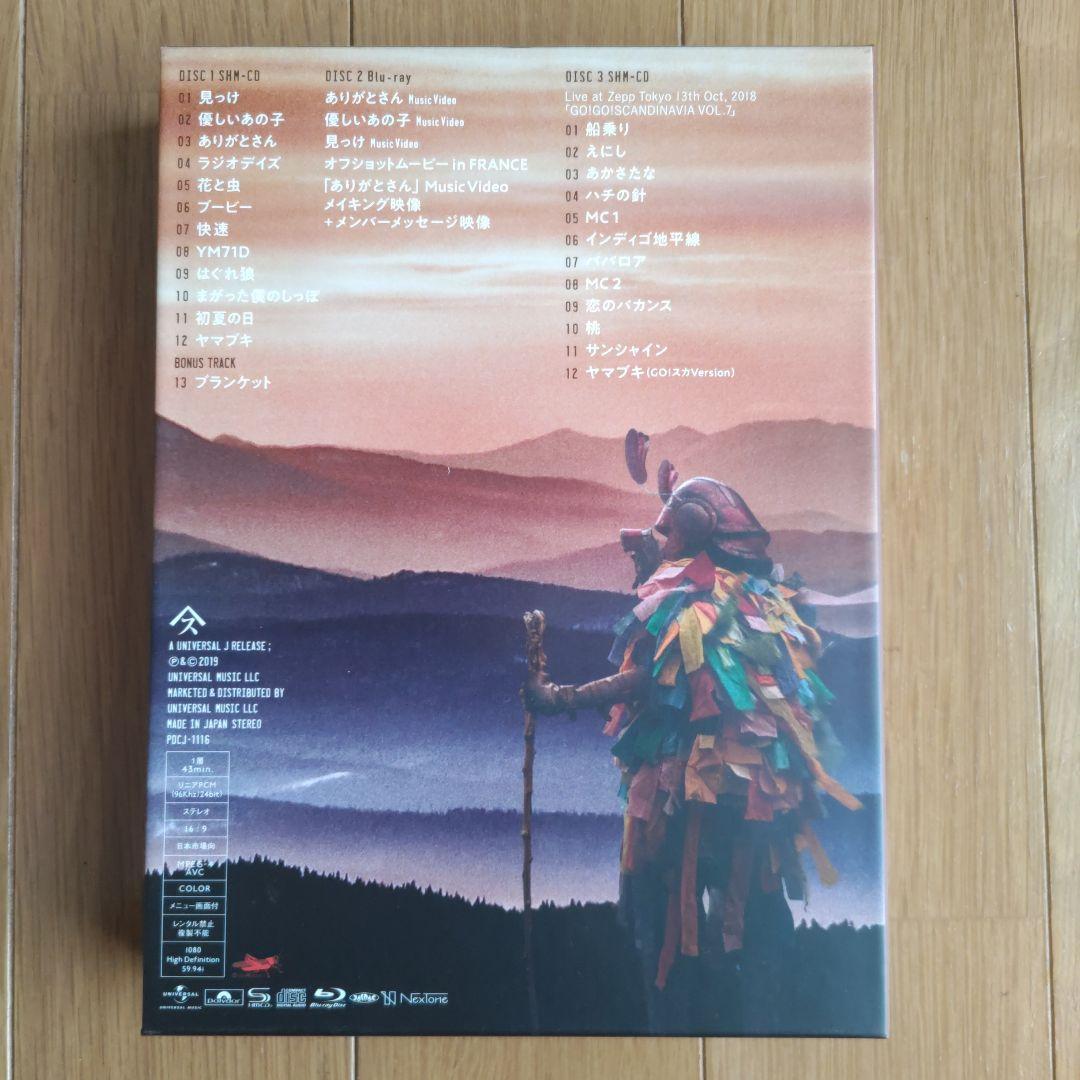 DISC 1 SHM-CD
01 見っけ
02 優しいあの子
03 ありがとさん
04 ラジオデイズ
05 花と虫
06 ブービー
07 快速
08 YM71D
09 はぐれ狼
10 まがった僕のしっぽ
11 初夏の日
12 ヤマブキ
BONUS TRACK
13 ブランケット
DISC 2 Blu-ray
ありがとさん Music Video
優しいあの子 Music Video
見っけ Music Video
オフショットムービー in FRANCE
「ありがとさん」Music Video
メイキング映像
+メンバーメッセージ映像
DISC 3 SHM-CD
Live at Zepp Tokyo 13th Oct, 2018
「GO!GO!SCANDINAVIA VOL.7」
01 船乗り
02 えにし
03 あかさたな
04 ハチの針
05 MC 1
06 インディゴ地平線
07 ババロア
08 MC 2
09 恋のバカンス
10 桃
11 サンシャイン
12 ヤマブキ(GO!スカVersion)
A UNIVERSAL J RELEASE ;
℗&©2019
UNIVERSAL MUSIC LLC
MARKETED & DISTRIBUTED BY
UNIVERSAL MUSIC LLC
MADE IN JAPAN STEREO
PDCJ-1116
1層
43min.
リニアPCM
(96Khz/24bit)
ステレオ
16:9
日本市場向
MPEG-4
AVC
COLOR
メニュー画面付
レンタル禁止
複製不能
1080
High Definition
59.94i
UNIVERSAL
UNIVERSAL MUSIC
Polydor
SHM-CD
COMPACT
disc
DIGITAL AUDIO
Blu-ray Disc
NexTone